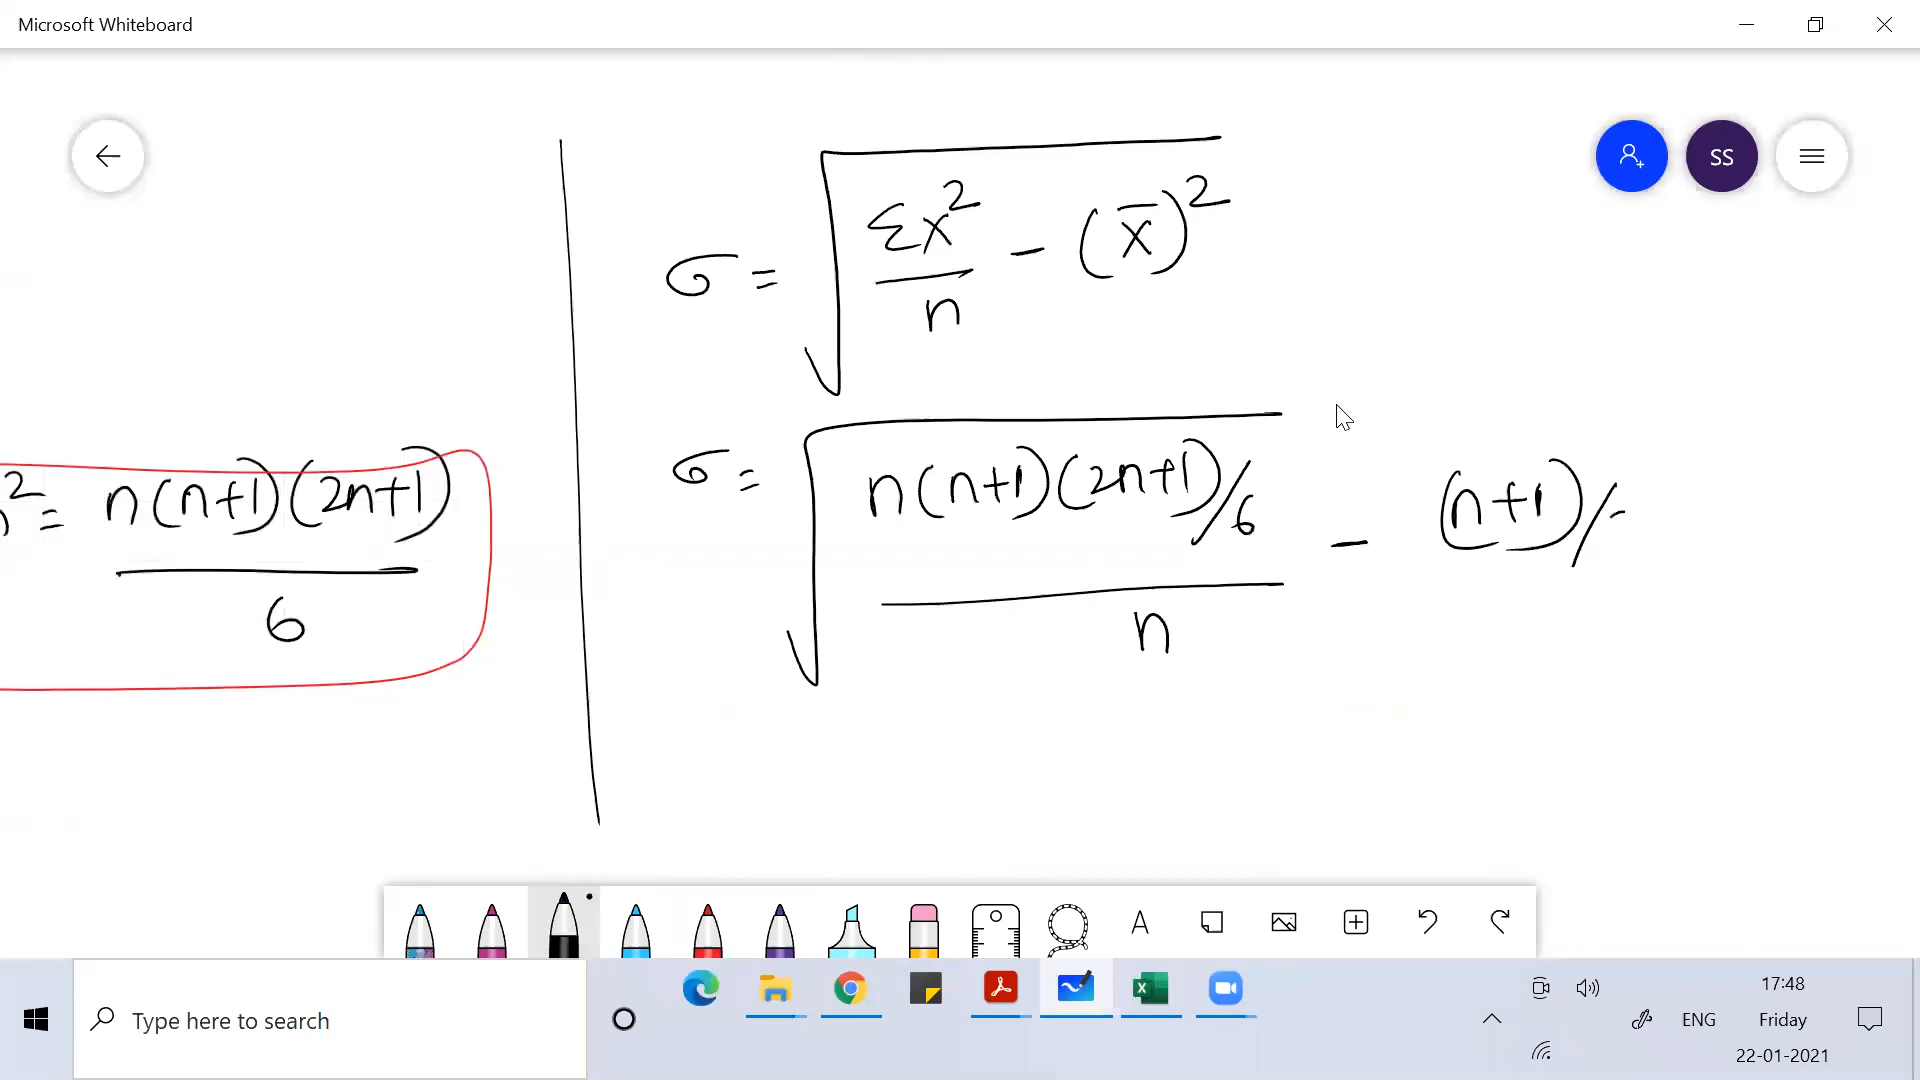 Microsoft Whiteboard
SS
σ = √ Σx²/n - (x̄)²
² = n(n+1)(2n+1)
6
σ = √ n(n+1)(2n+1)/6 - (n+1)/
n
A
Type here to search
ENG
17:48
Friday
22-01-2021